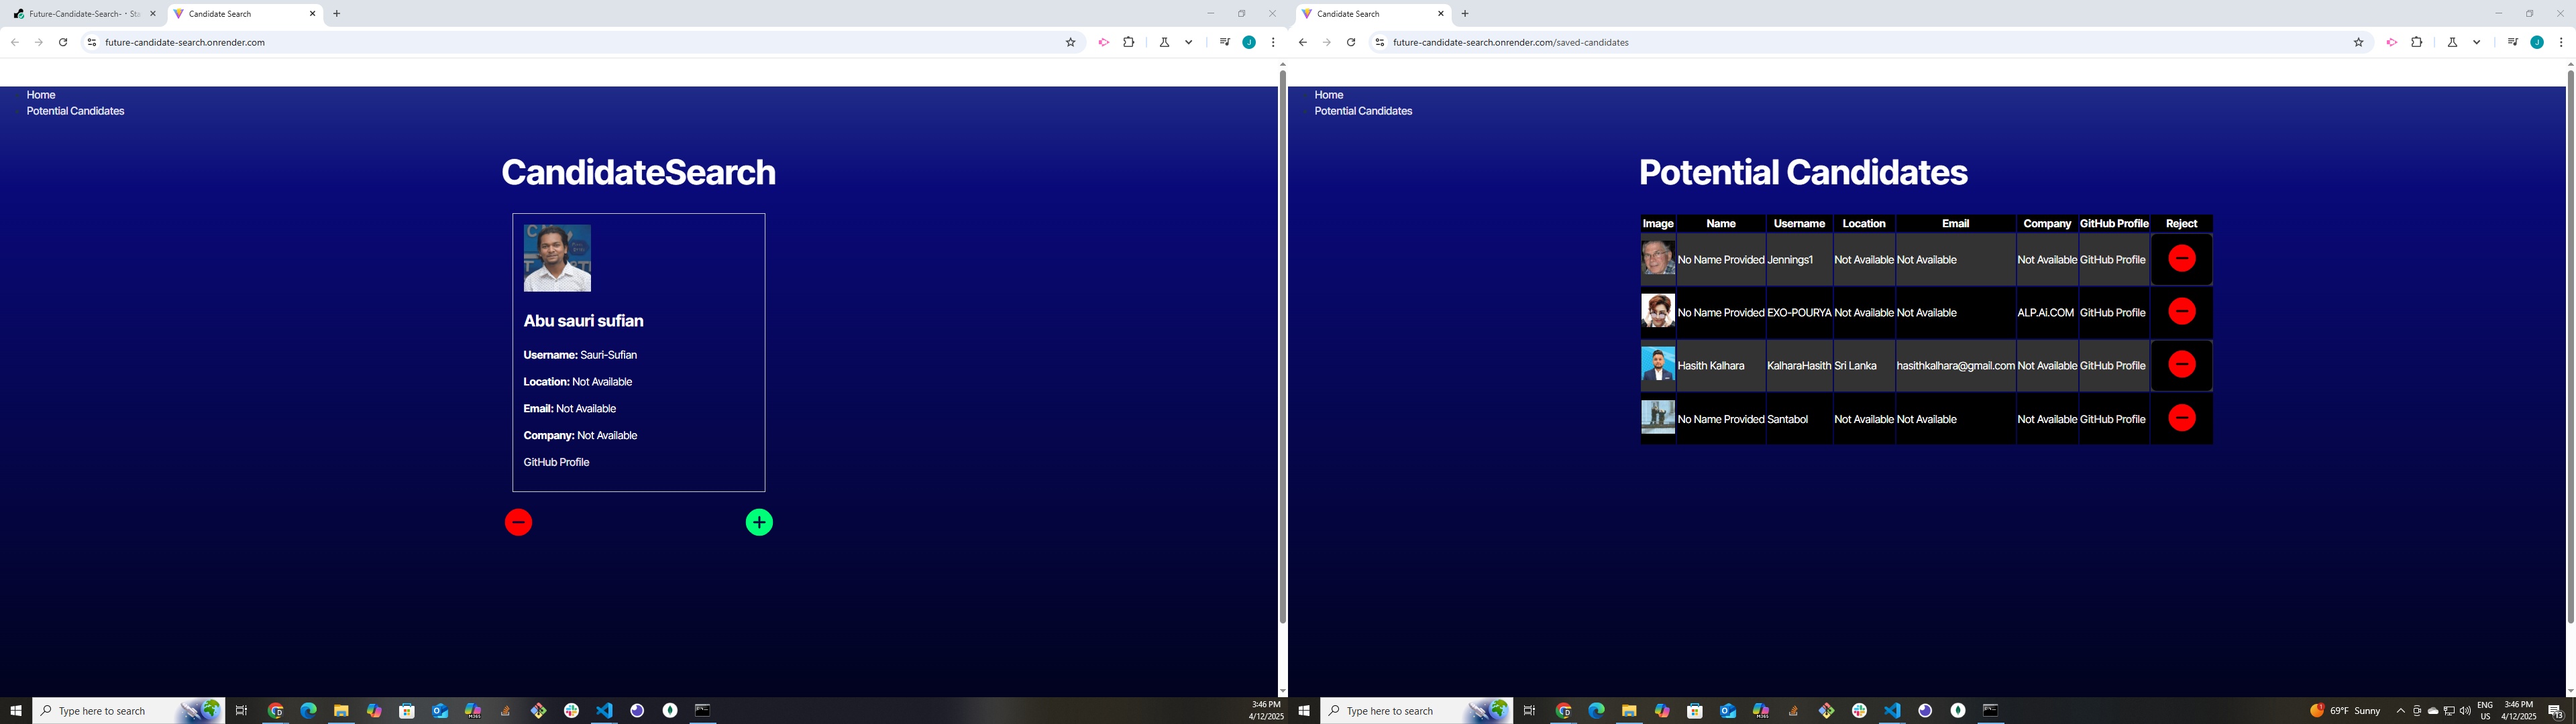 Future-Candidate-Search- · Sta
Candidate Search
future-candidate-search.onrender.com
J
Home
Potential Candidates
CandidateSearch
Abu sauri sufian
Username: Sauri-Sufian
Location: Not Available
Email: Not Available
Company: Not Available
GitHub Profile
Type here to search
3:46 PM
4/12/2025
Candidate Search
future-candidate-search.onrender.com/saved-candidates
J
Home
Potential Candidates
Potential Candidates
Image Name Username Location Email Company GitHub Profile Reject
No Name Provided Jennings1 Not Available Not Available Not Available GitHub Profile
No Name Provided EXO-POURYA Not Available Not Available ALP.Ai.COM GitHub Profile
Hasith Kalhara KalharaHasith Sri Lanka hasithkalhara@gmail.com Not Available GitHub Profile
No Name Provided Santabol Not Available Not Available Not Available GitHub Profile
Type here to search
69°F Sunny
ENG
US
3:46 PM
4/12/2025